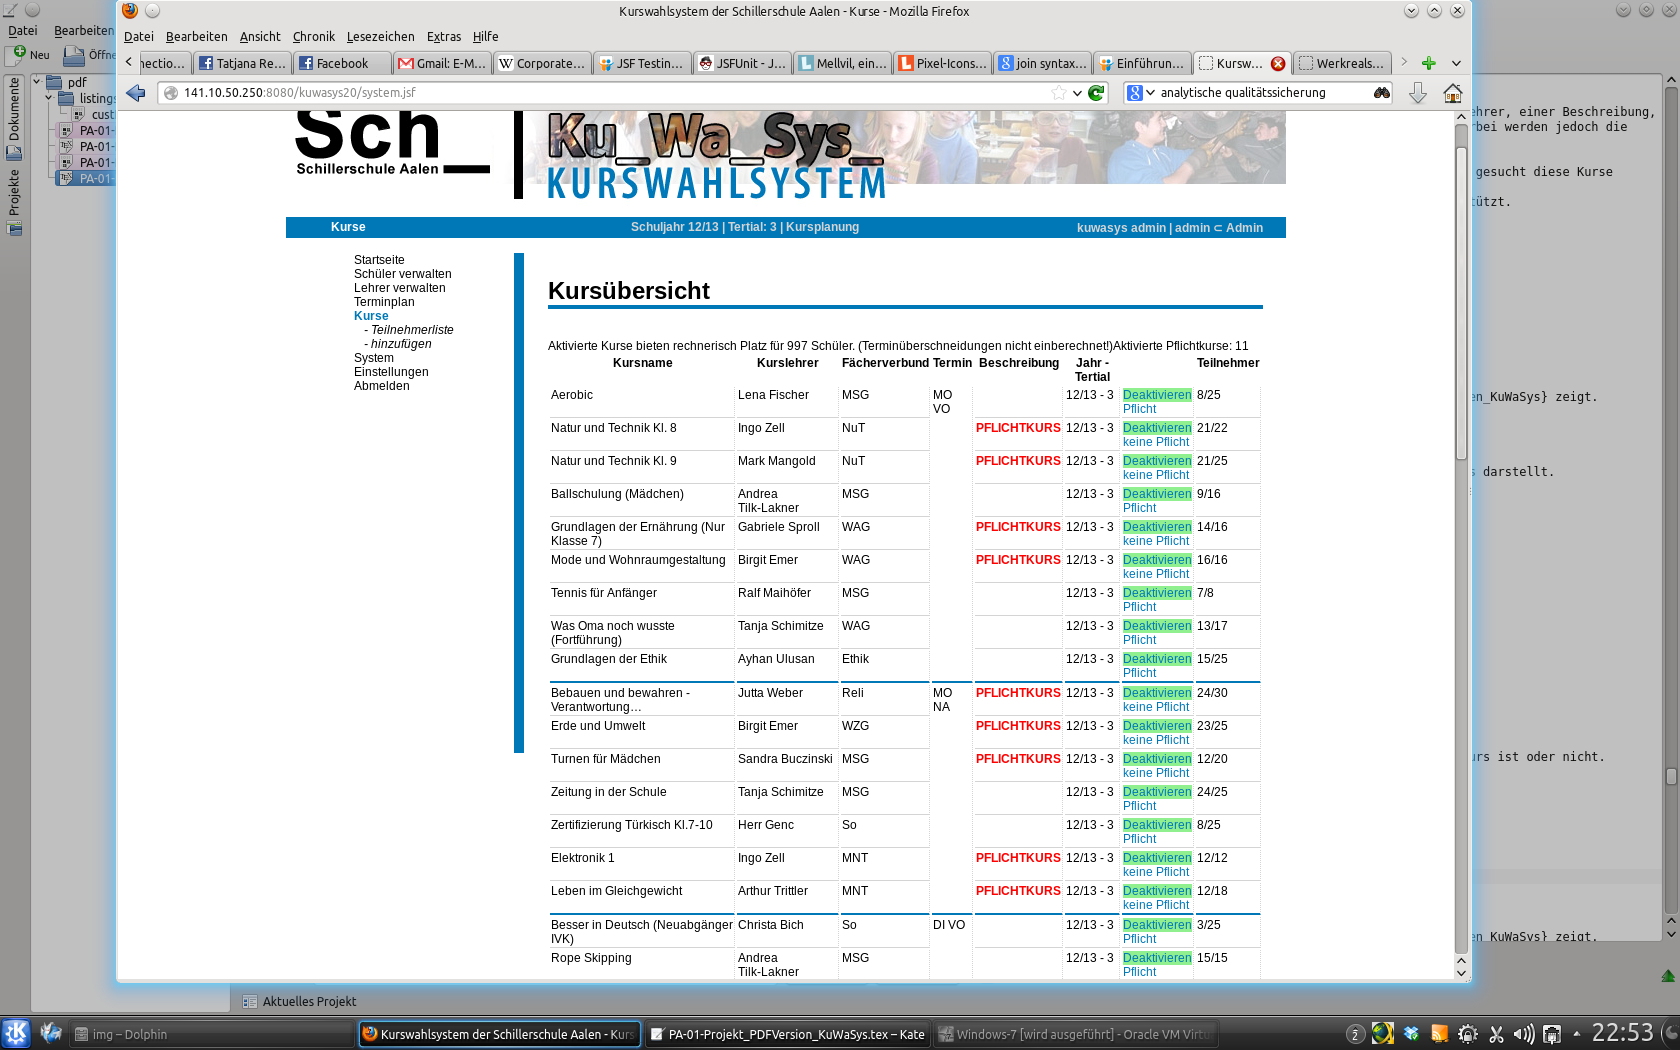 Kurswahlsystem der Schillerschule Aalen - Kurse - Mozilla Firefox
Datei Bearbeiten
Datei Bearbeiten Ansicht Chronik Lesezeichen Extras Hilfe
Neu
Tatjana Re... Facebook Gmail: E-M... Corporate... JSF Testin... JSFUnit - J... Mellvil, ein... Pixel-Icons... join syntax... Einführun... Kursw... Werkreals...
141.10.50.250:8080/kuwasys20/system.jsf analytische qualitätssicherung
Dokumente
Projekte
pdf
listings
PA-01-
PA-01-
PA-01-
PA-01-
hrer, einer Beschreibung,
bei werden jedoch die
gesucht diese Kurse
tützt.
en_KuWaSys} zeigt.
darstellt.
urs ist oder nicht.
en_KuWaSys} zeigt.
Sch_
Schillerschule Aalen
Ku_Wa_Sys_
KURSWAHLSYSTEM
Kurse Schuljahr 12/13 | Tertial: 3 | Kursplanung kuwasys admin | admin ⊂ Admin
Startseite
Schüler verwalten
Lehrer verwalten
Terminplan
Kurse
- Teilnehmerliste
- hinzufügen
System
Einstellungen
Abmelden
Kursübersicht
Aktivierte Kurse bieten rechnerisch Platz für 997 Schüler. (Terminüberschneidungen nicht einberechnet!)Aktivierte Pflichtkurse: 11
Kursname Kurslehrer Fächerverbund Termin Beschreibung Jahr - Teilnehmer
Tertial
Aerobic Lena Fischer MSG MO 12/13 - 3 Deaktivieren 8/25
VO Pflicht
Natur und Technik Kl. 8 Ingo Zell NuT PFLICHTKURS 12/13 - 3 Deaktivieren 21/22
keine Pflicht
Natur und Technik Kl. 9 Mark Mangold NuT PFLICHTKURS 12/13 - 3 Deaktivieren 21/25
keine Pflicht
Ballschulung (Mädchen) Andrea MSG 12/13 - 3 Deaktivieren 9/16
Tilk-Lakner Pflicht
Grundlagen der Ernährung (Nur Gabriele Sproll WAG PFLICHTKURS 12/13 - 3 Deaktivieren 14/16
Klasse 7) keine Pflicht
Mode und Wohnraumgestaltung Birgit Emer WAG PFLICHTKURS 12/13 - 3 Deaktivieren 16/16
keine Pflicht
Tennis für Anfänger Ralf Maihöfer MSG 12/13 - 3 Deaktivieren 7/8
Pflicht
Was Oma noch wusste Tanja Schimitze WAG 12/13 - 3 Deaktivieren 13/17
(Fortführung) Pflicht
Grundlagen der Ethik Ayhan Ulusan Ethik 12/13 - 3 Deaktivieren 15/25
Pflicht
Bebauen und bewahren - Jutta Weber Reli MO PFLICHTKURS 12/13 - 3 Deaktivieren 24/30
Verantwortung... NA keine Pflicht
Erde und Umwelt Birgit Emer WZG PFLICHTKURS 12/13 - 3 Deaktivieren 23/25
keine Pflicht
Turnen für Mädchen Sandra Buczinski MSG PFLICHTKURS 12/13 - 3 Deaktivieren 12/20
keine Pflicht
Zeitung in der Schule Tanja Schimitze MSG 12/13 - 3 Deaktivieren 24/25
Pflicht
Zertifizierung Türkisch Kl.7-10 Herr Genc So 12/13 - 3 Deaktivieren 8/25
Pflicht
Elektronik 1 Ingo Zell MNT PFLICHTKURS 12/13 - 3 Deaktivieren 12/12
keine Pflicht
Leben im Gleichgewicht Arthur Trittler MNT PFLICHTKURS 12/13 - 3 Deaktivieren 12/18
keine Pflicht
Besser in Deutsch (Neuabgänger Christa Bich So DI VO 12/13 - 3 Deaktivieren 3/25
IVK) Pflicht
Rope Skipping Andrea MSG 12/13 - 3 Deaktivieren 15/15
Tilk-Lakner Pflicht
Aktuelles Projekt
img – Dolphin Kurswahlsystem der Schillerschule Aalen - Kurs PA-01-Projekt_PDFVersion_KuWaSys.tex – Kate Windows-7 [wird ausgeführt] - Oracle VM Virtu 2 22:53